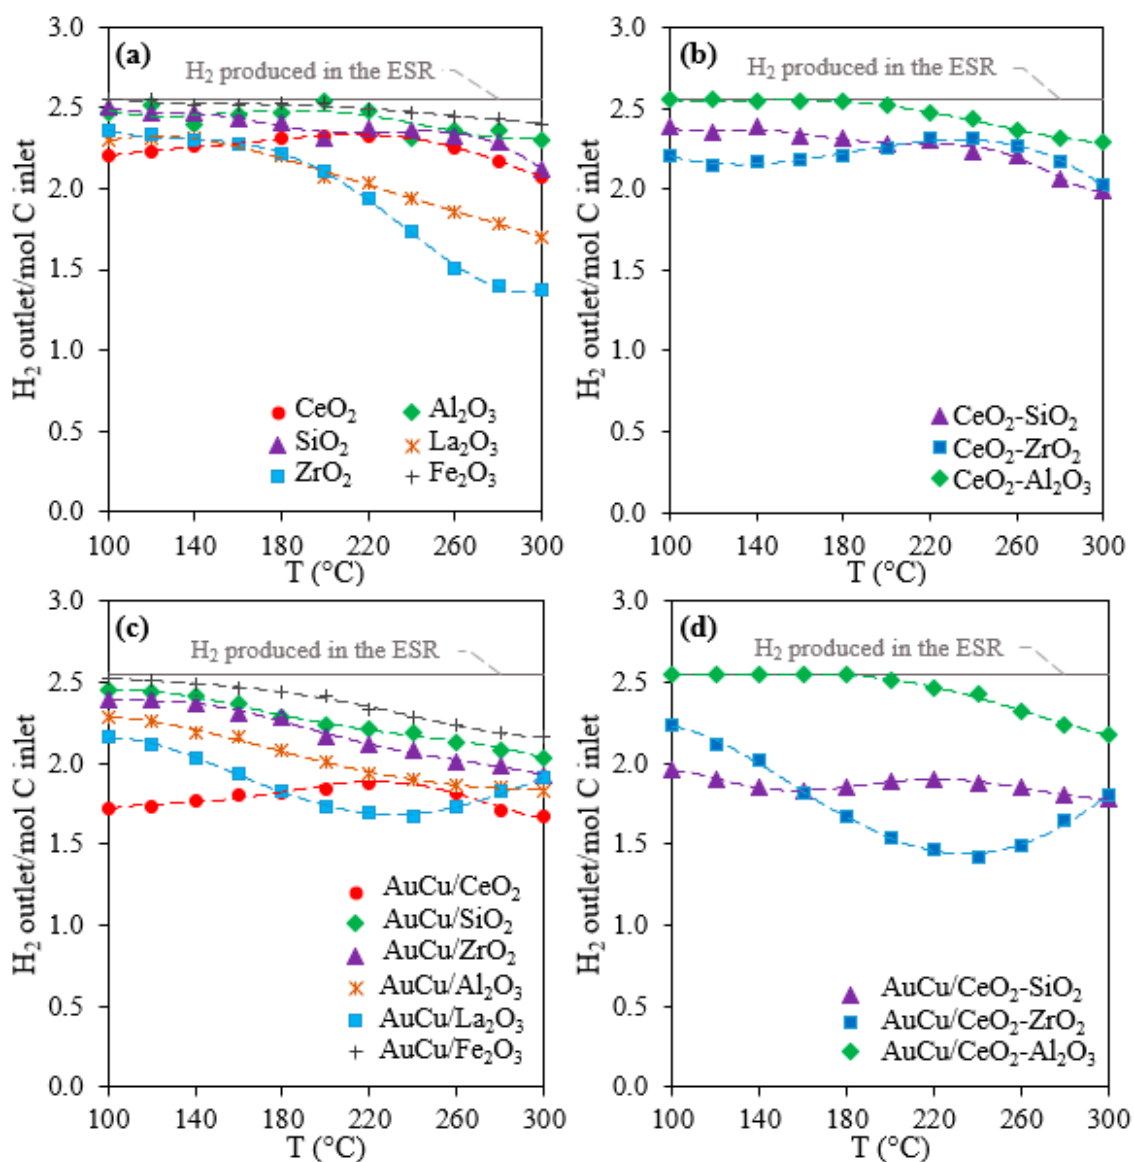 (a)
H₂ produced in the ESR
H₂ outlet/mol C inlet
3.0
2.5
2.0
1.5
1.0
0.5
0.0
CeO₂ Al₂O₃
SiO₂ La₂O₃
ZrO₂ Fe₂O₃
100 140 180 220 260 300
T (°C)
(b)
H₂ produced in the ESR
H₂ outlet/mol C inlet
3.0
2.5
2.0
1.5
1.0
0.5
0.0
CeO₂-SiO₂
CeO₂-ZrO₂
CeO₂-Al₂O₃
100 140 180 220 260 300
T (°C)
(c)
H₂ produced in the ESR
H₂ outlet/mol C inlet
3.0
2.5
2.0
1.5
1.0
0.5
0.0
AuCu/CeO₂
AuCu/SiO₂
AuCu/ZrO₂
AuCu/Al₂O₃
AuCu/La₂O₃
AuCu/Fe₂O₃
100 140 180 220 260 300
T (°C)
(d)
H₂ produced in the ESR
H₂ outlet/mol C inlet
3.0
2.5
2.0
1.5
1.0
0.5
0.0
AuCu/CeO₂-SiO₂
AuCu/CeO₂-ZrO₂
AuCu/CeO₂-Al₂O₃
100 140 180 220 260 300
T (°C)